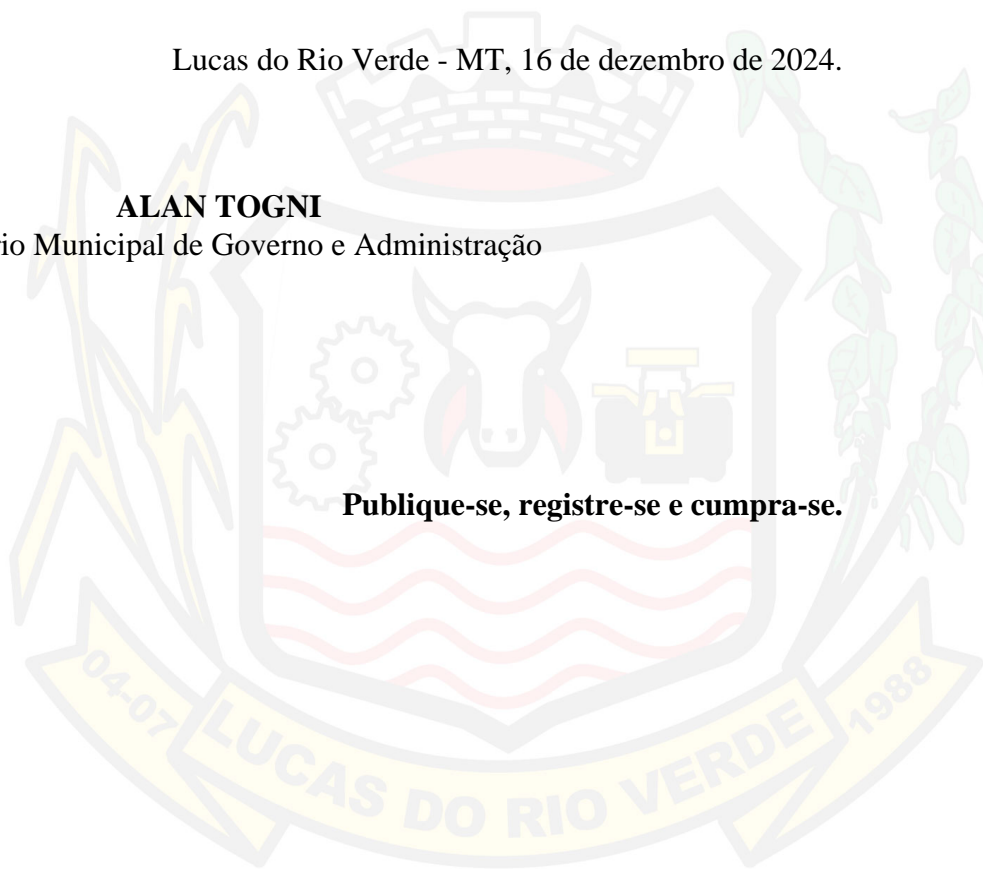 Lucas do Rio Verde - MT, 16 de dezembro de 2024.
ALAN TOGNI
rio Municipal de Governo e Administração
Publique-se, registre-se e cumpra-se.
04-07
LUCAS DO RIO VERDE
1988